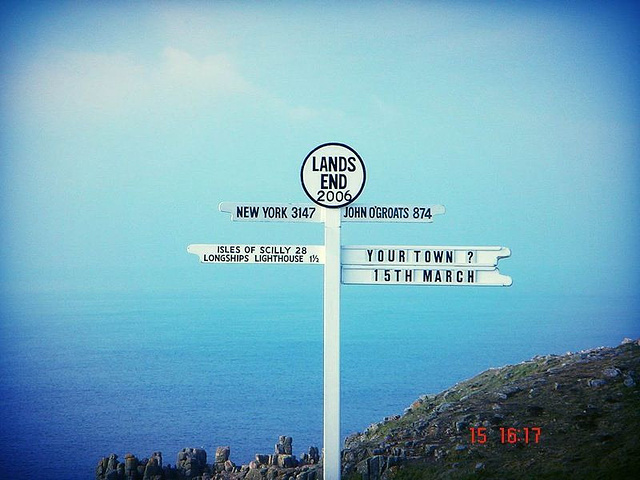 LANDS
END
2006
NEW YORK 3147
JOHN O'GROATS 874
ISLES OF SCILLY 28
LONGSHIPS LIGHTHOUSE 1½
YOUR TOWN ?
15TH MARCH
15 16:17